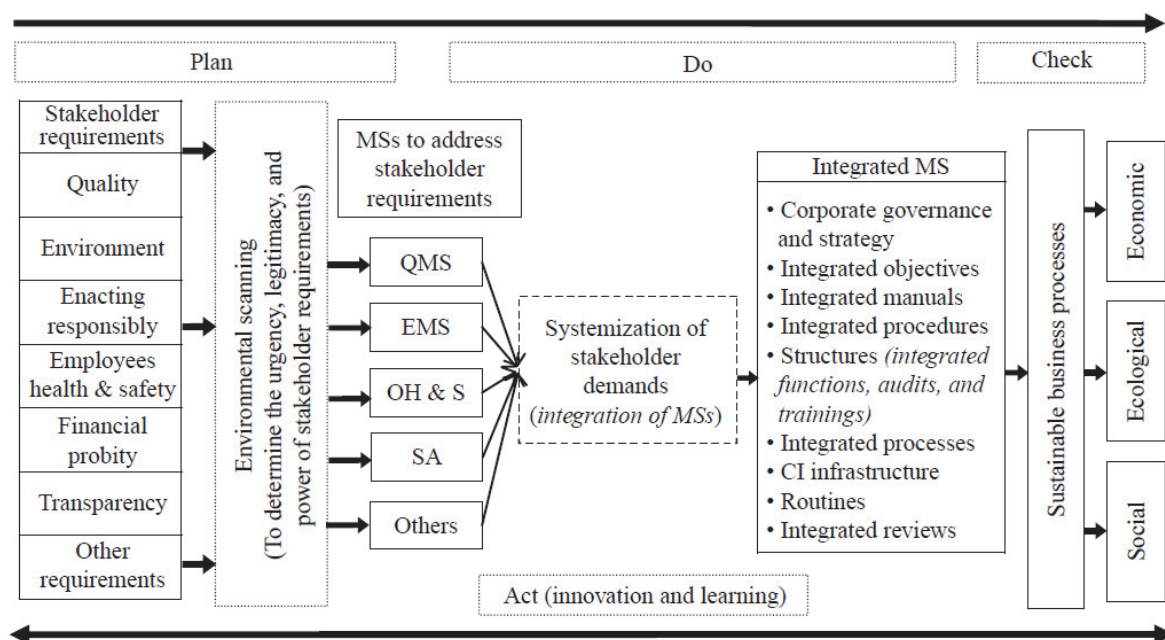 Plan
Do
Check
Stakeholder
requirements
Quality
Environment
Enacting
responsibly
Employees
health & safety
Financial
probity
Transparency
Other
requirements
Environmental scanning
(To determine the urgency, legitimacy, and
power of stakeholder requirements)
MSs to address
stakeholder
requirements
QMS
EMS
OH & S
SA
Others
Systemization of
stakeholder
demands
(integration of MSs)
Integrated MS
• Corporate governance
and strategy
• Integrated objectives
• Integrated manuals
• Integrated procedures
• Structures (integrated
functions, audits, and
trainings)
• Integrated processes
• CI infrastructure
• Routines
• Integrated reviews
Sustainable business processes
Economic
Ecological
Social
Act (innovation and learning)